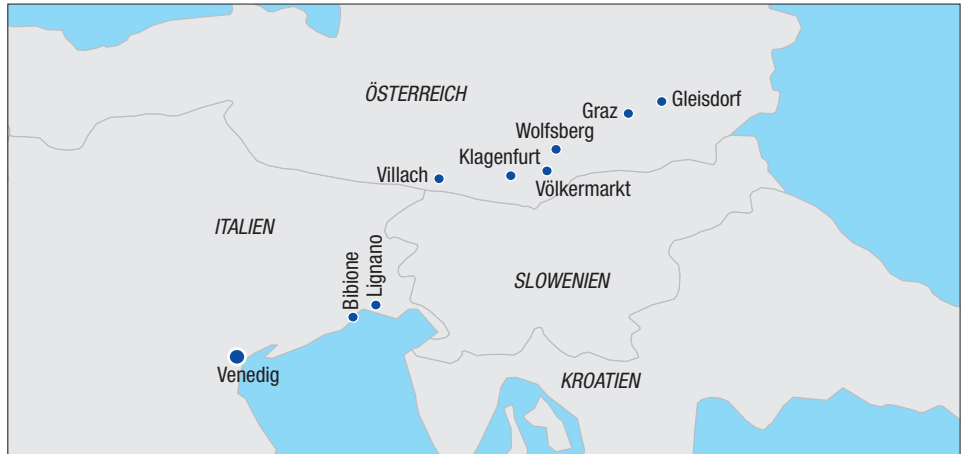 ÖSTERREICH
Gleisdorf
Graz
Wolfsberg
Klagenfurt
Villach
Völkermarkt
ITALIEN
Bibione
Lignano
SLOWENIEN
Venedig
KROATIEN